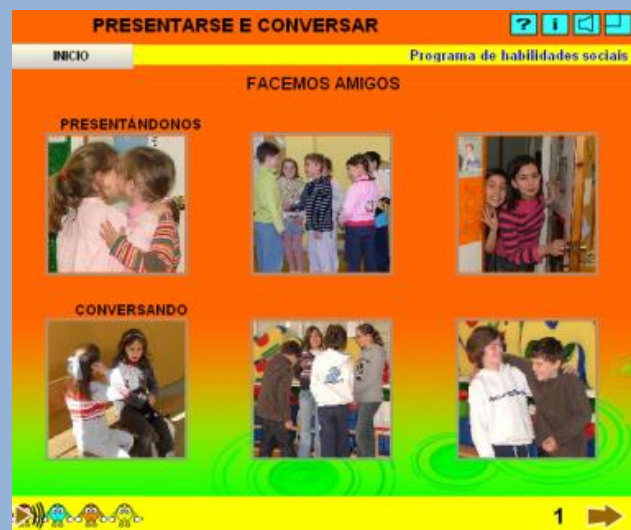 PRESENTARSE E CONVERSAR
? i
INICIO
Programa de habilidades sociais
FACEMOS AMIGOS
PRESENTÁNDONOS
CONVERSANDO
1